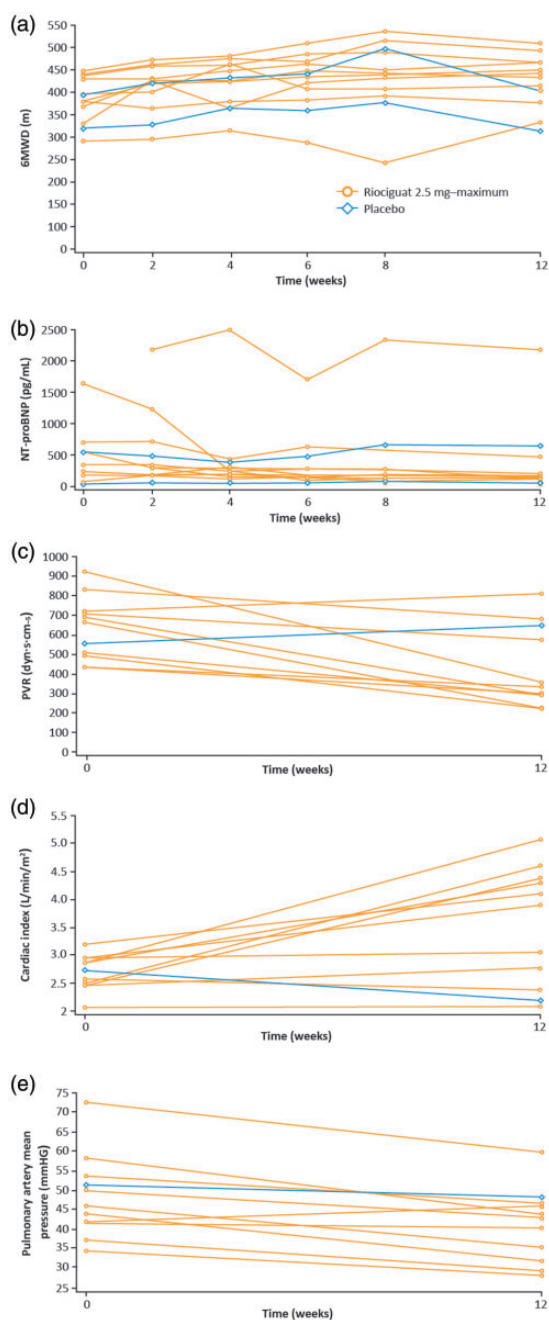 (a)
6MWD (m)
550
500
450
400
350
300
250
200
150
100
50
0
Riociguat 2.5 mg–maximum
Placebo
0 2 4 6 8 12
Time (weeks)
(b)
NT-proBNP (pg/mL)
2500
2000
1500
1000
500
0
0 2 4 6 8 12
Time (weeks)
(c)
PVR (dyn·s·cm-s)
1000
900
800
700
600
500
400
300
200
100
0
0 12
Time (weeks)
(d)
Cardiac index (L/min/m²)
5.5
5.0
4.5
4.0
3.5
3.0
2.5
2
0 12
Time (weeks)
(e)
Pulmonary artery mean
pressure (mmHG)
75
70
65
60
55
50
45
40
35
30
25
0 12
Time (weeks)